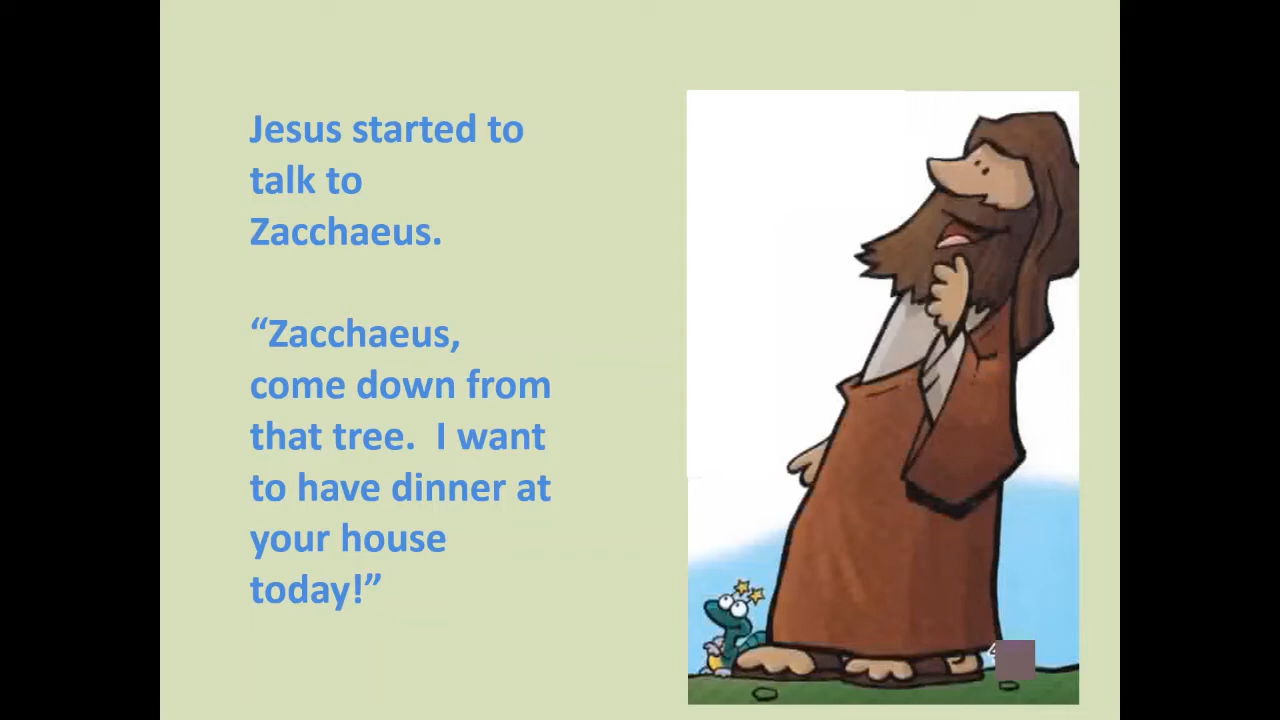 Jesus started to
talk to
Zacchaeus.
“Zacchaeus,
come down from
that tree.  I want
to have dinner at
your house
today!”